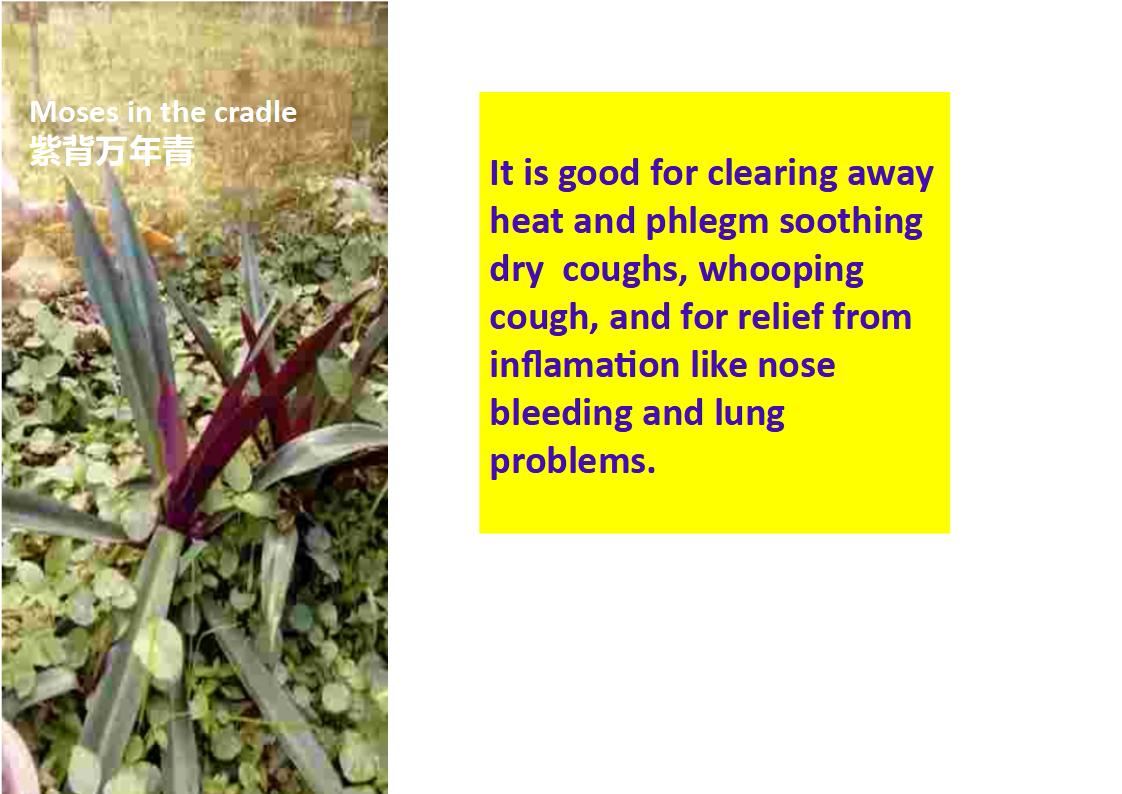 Moses in the cradle
紫背万年青
It is good for clearing away
heat and phlegm soothing
dry  coughs, whooping
cough, and for relief from
inflamation like nose
bleeding and lung
problems.